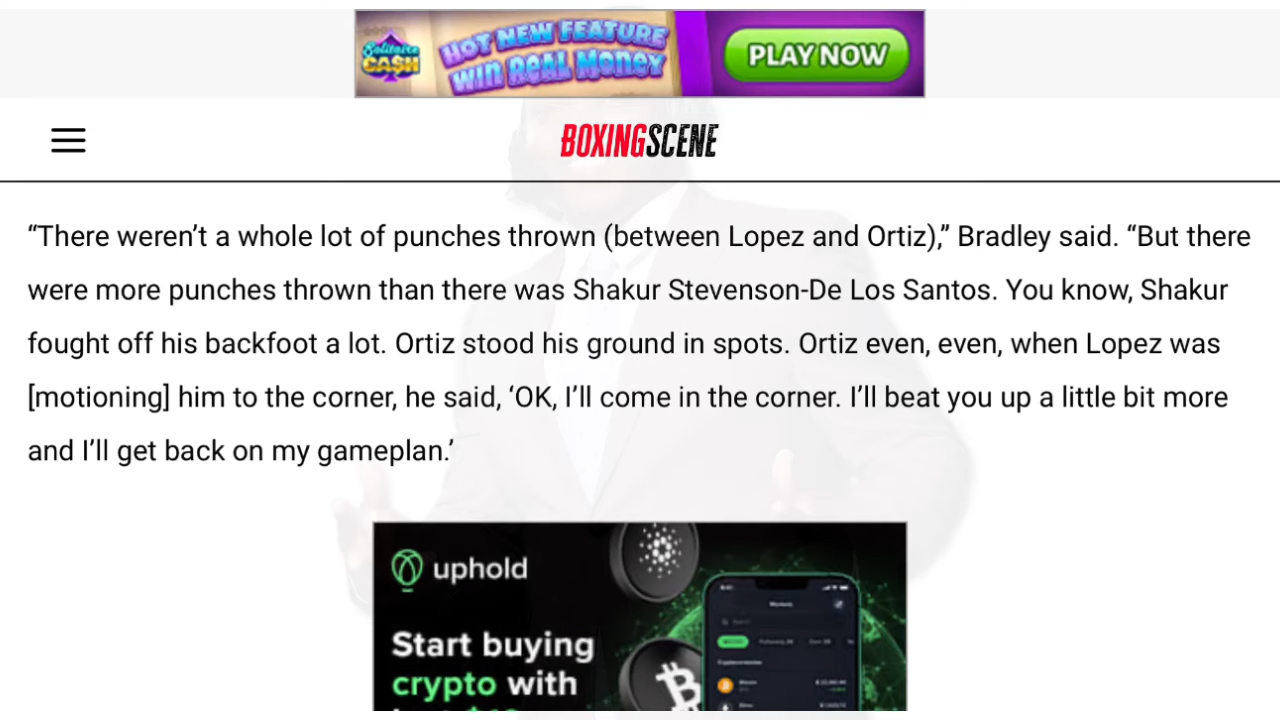 Solitaire
CASH
HOT NEW FEATURE
WIN REAL MONEY
PLAY NOW
BOXINGSCENE
“There weren’t a whole lot of punches thrown (between Lopez and Ortiz),” Bradley said. “But there
were more punches thrown than there was Shakur Stevenson-De Los Santos. You know, Shakur
fought off his backfoot a lot. Ortiz stood his ground in spots. Ortiz even, even, when Lopez was
[motioning] him to the corner, he said, ‘OK, I’ll come in the corner. I’ll beat you up a little bit more
and I’ll get back on my gameplan.’
uphold
Start buying
crypto with
Markets